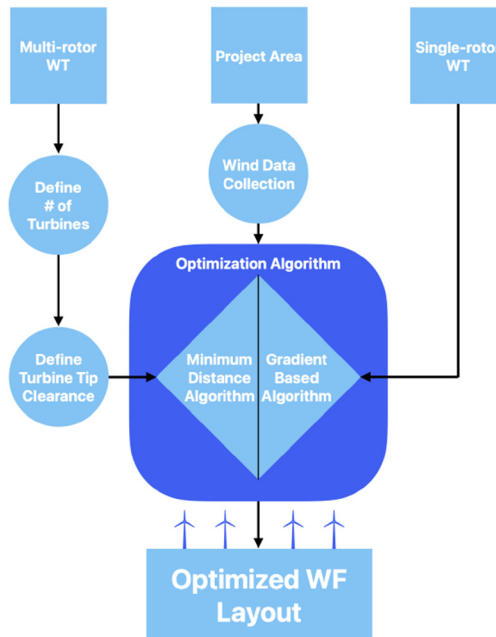 Multi-rotor
WT
Project Area
Single-rotor
WT
Define
# of
Turbines
Wind Data
Collection
Optimization Algorithm
Define
Turbine Tip
Clearance
Minimum
Distance
Algorithm
Gradient
Based
Algorithm
Optimized WF
Layout